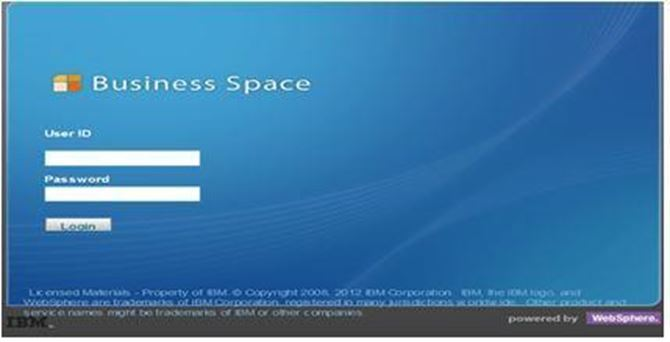 Business Space
User ID
Password
Login
Licensed Materials - Property of IBM. © Copyright 2008, 2012 IBM Corporation. IBM, the IBM logo, and
WebSphere are trademarks of IBM Corporation, registered in many jurisdictions worldwide. Other product and
service names might be trademarks of IBM or other companies.
IBM.
powered by WebSphere.